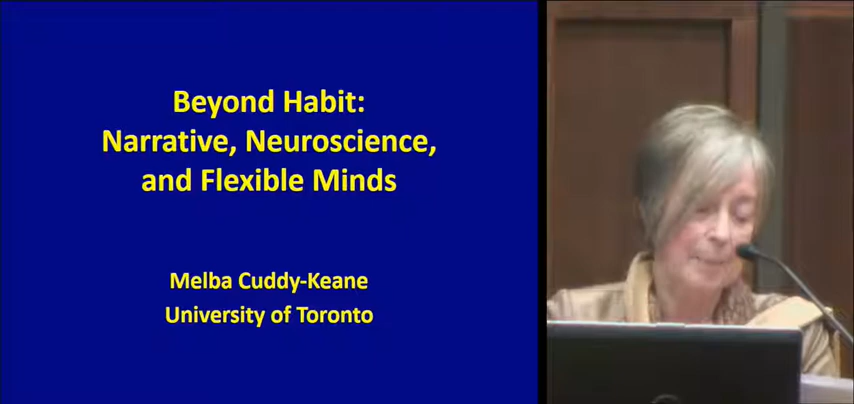 Beyond Habit:
Narrative, Neuroscience,
and Flexible Minds
Melba Cuddy-Keane
University of Toronto